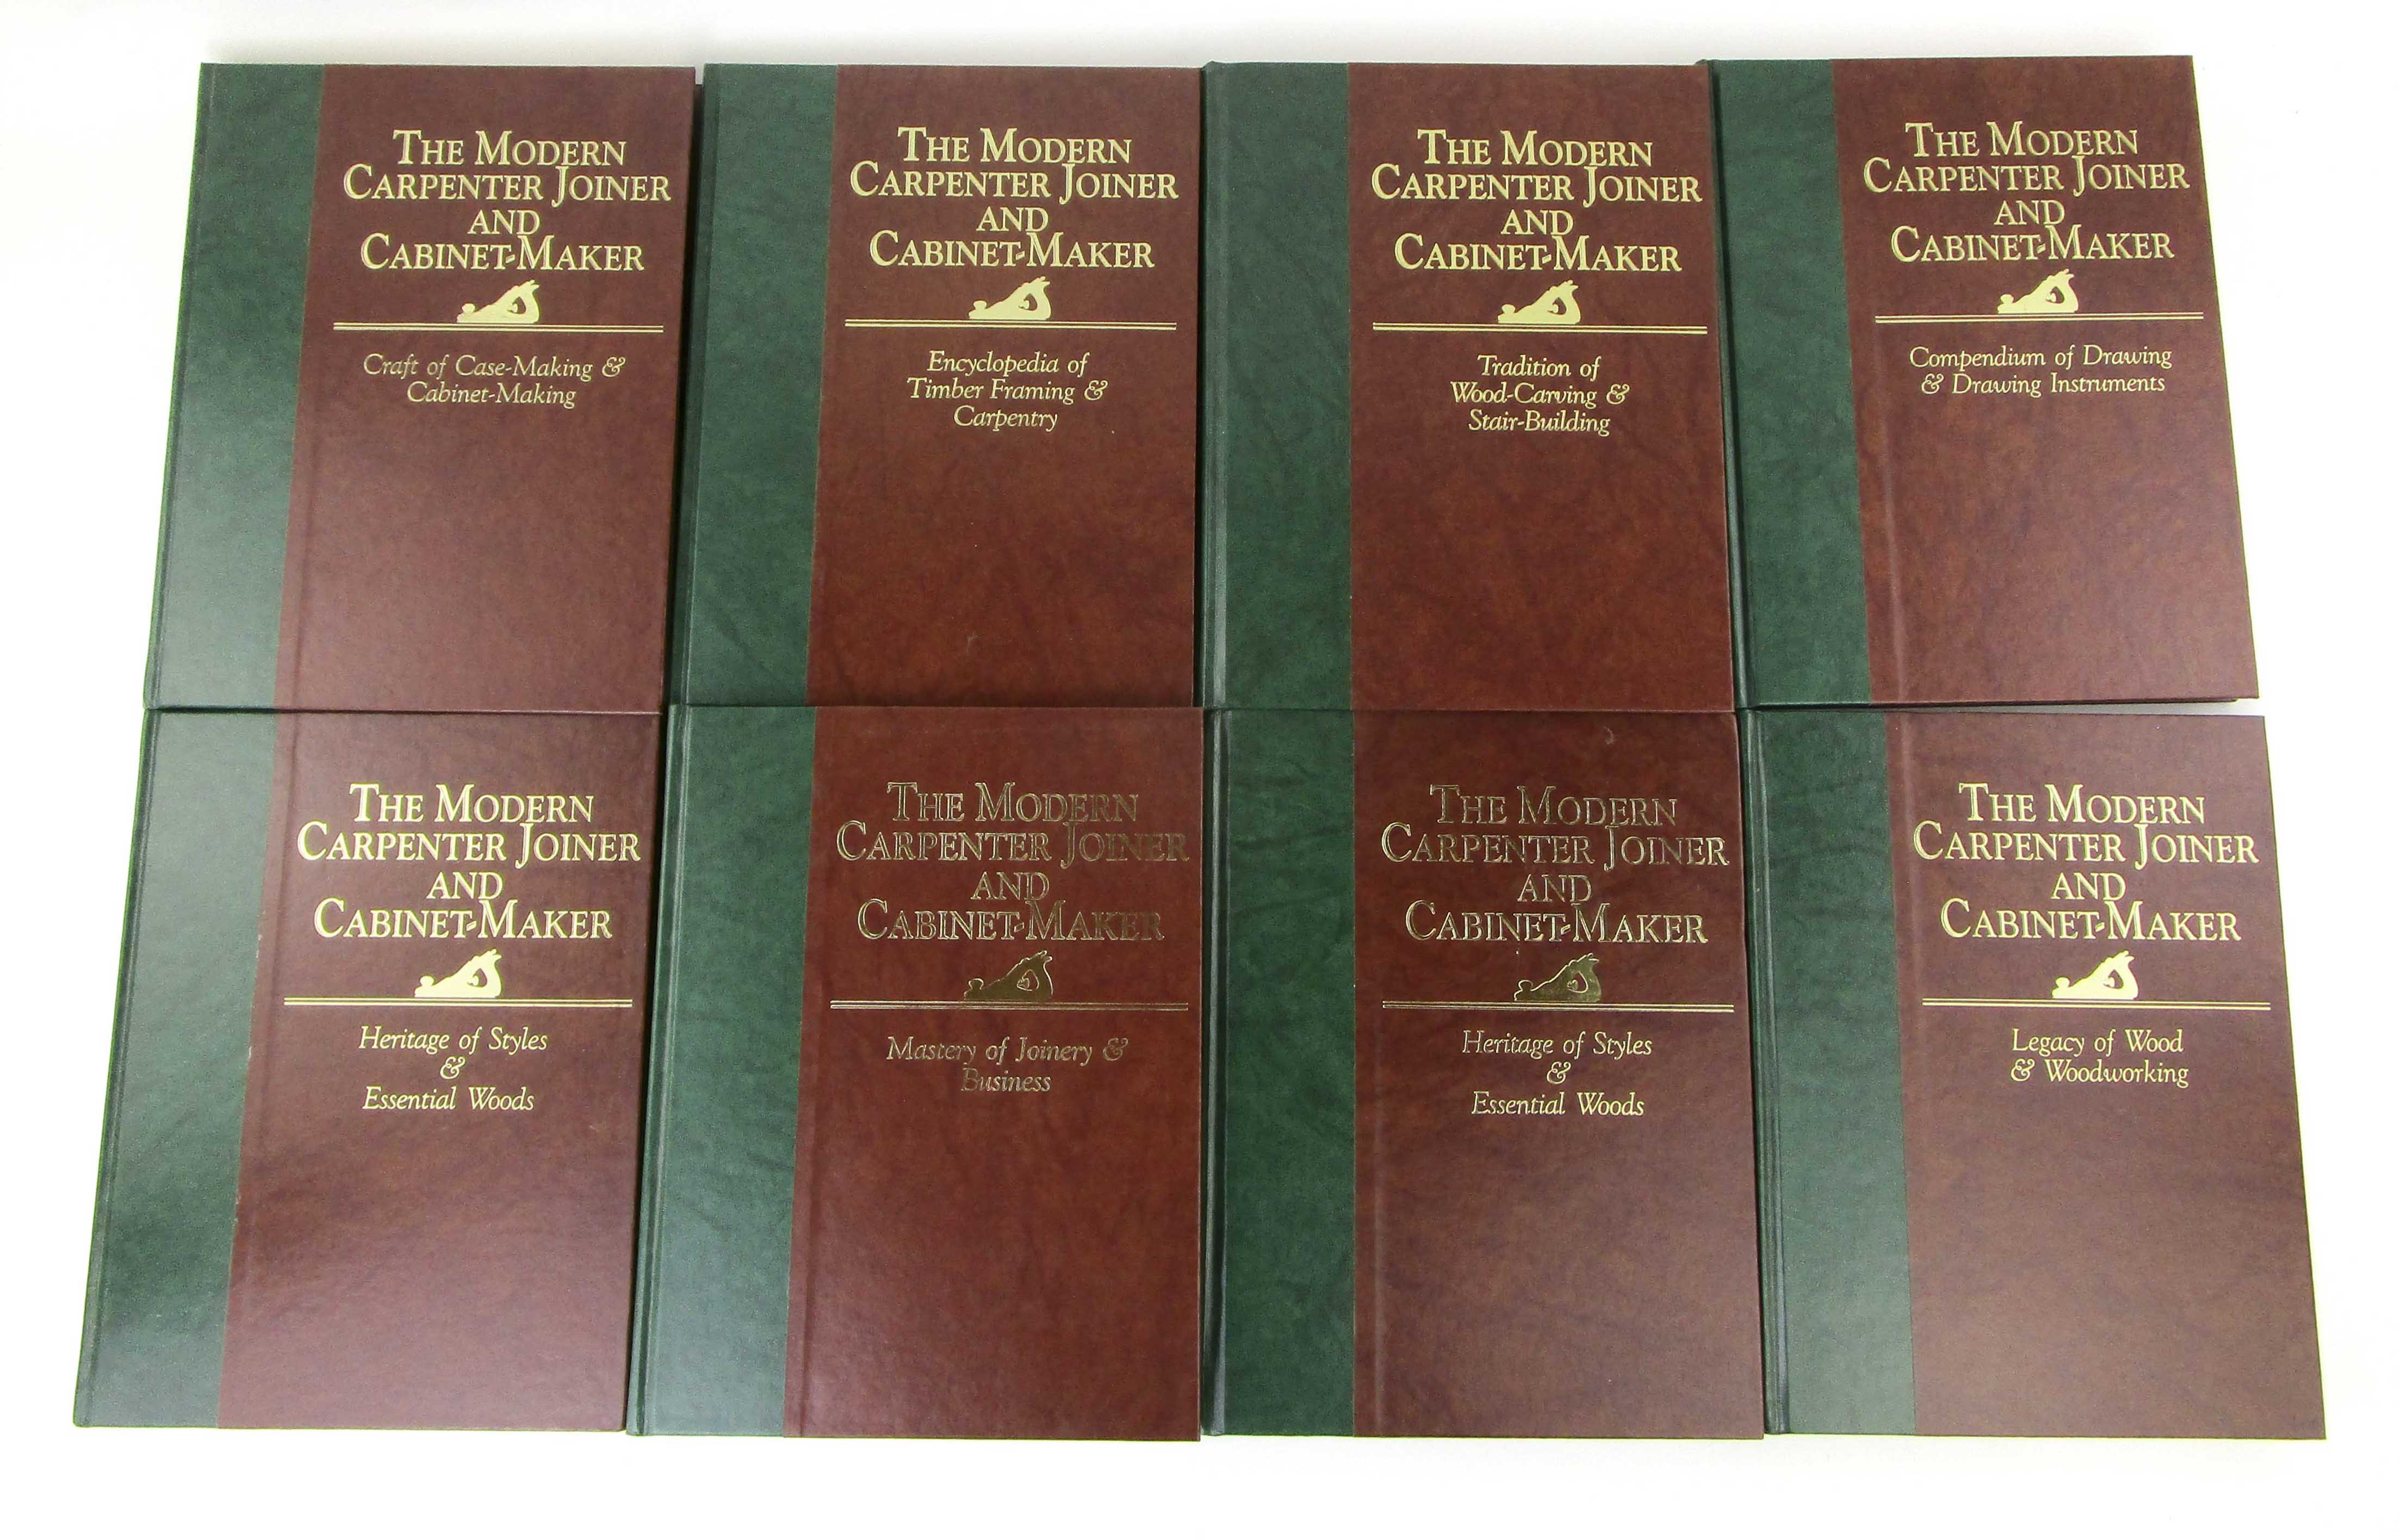 THE MODERN
CARPENTER JOINER
AND
CABINET-MAKER
Craft of Case-Making &
Cabinet-Making
THE MODERN
CARPENTER JOINER
AND
CABINET-MAKER
Encyclopedia of
Timber Framing &
Carpentry
THE MODERN
CARPENTER JOINER
AND
CABINET-MAKER
Tradition of
Wood-Carving &
Stair-Building
THE MODERN
CARPENTER JOINER
AND
CABINET-MAKER
Compendium of Drawing
& Drawing Instruments
THE MODERN
CARPENTER JOINER
AND
CABINET-MAKER
Heritage of Styles
&
Essential Woods
THE MODERN
CARPENTER JOINER
AND
CABINET-MAKER
Mastery of Joinery &
Business
THE MODERN
CARPENTER JOINER
AND
CABINET-MAKER
Heritage of Styles
&
Essential Woods
THE MODERN
CARPENTER JOINER
AND
CABINET-MAKER
Legacy of Wood
& Woodworking